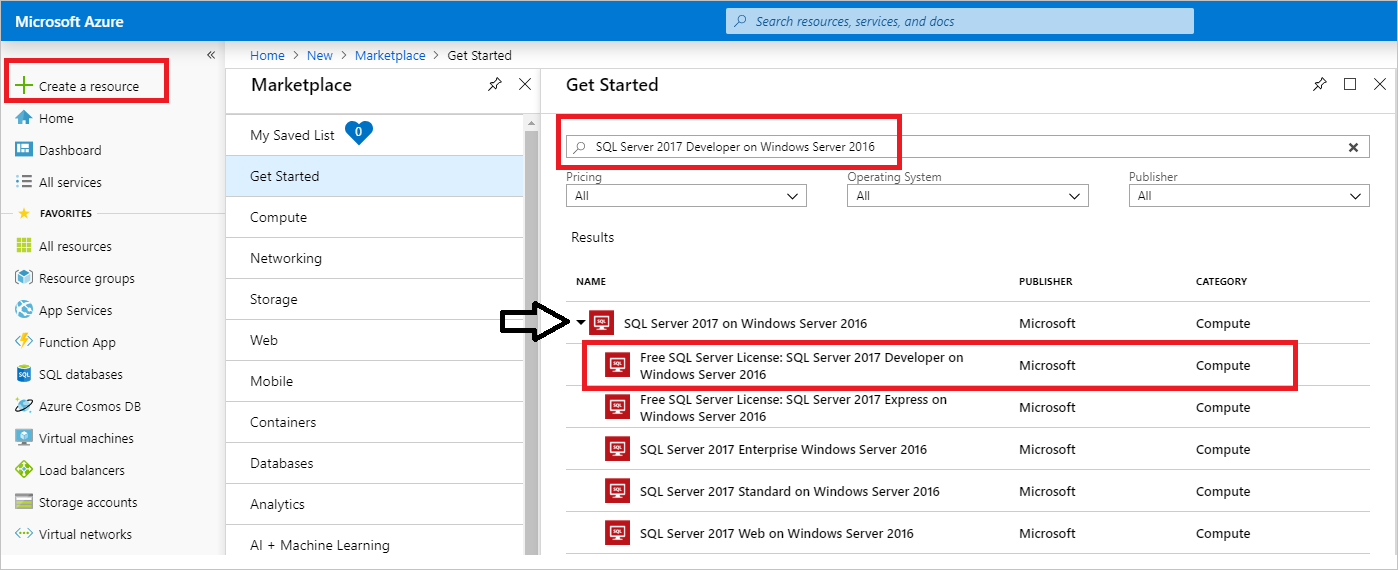 Microsoft Azure
Search resources, services, and docs
«
Create a resource
Home
Dashboard
All services
FAVORITES
All resources
Resource groups
App Services
Function App
SQL databases
Azure Cosmos DB
Virtual machines
Load balancers
Storage accounts
Virtual networks
Home > New > Marketplace > Get Started
Marketplace
My Saved List 0
Get Started
Compute
Networking
Storage
Web
Mobile
Containers
Databases
Analytics
AI + Machine Learning
Get Started
SQL Server 2017 Developer on Windows Server 2016
Pricing Operating System Publisher
All All All
Results
NAME PUBLISHER CATEGORY
SQL SQL Server 2017 on Windows Server 2016 Microsoft Compute
Free SQL Server License: SQL Server 2017 Developer on
SQL Windows Server 2016 Microsoft Compute
Free SQL Server License: SQL Server 2017 Express on
SQL Windows Server 2016 Microsoft Compute
SQL SQL Server 2017 Enterprise Windows Server 2016 Microsoft Compute
SQL SQL Server 2017 Standard on Windows Server 2016 Microsoft Compute
SQL SQL Server 2017 Web on Windows Server 2016 Microsoft Compute